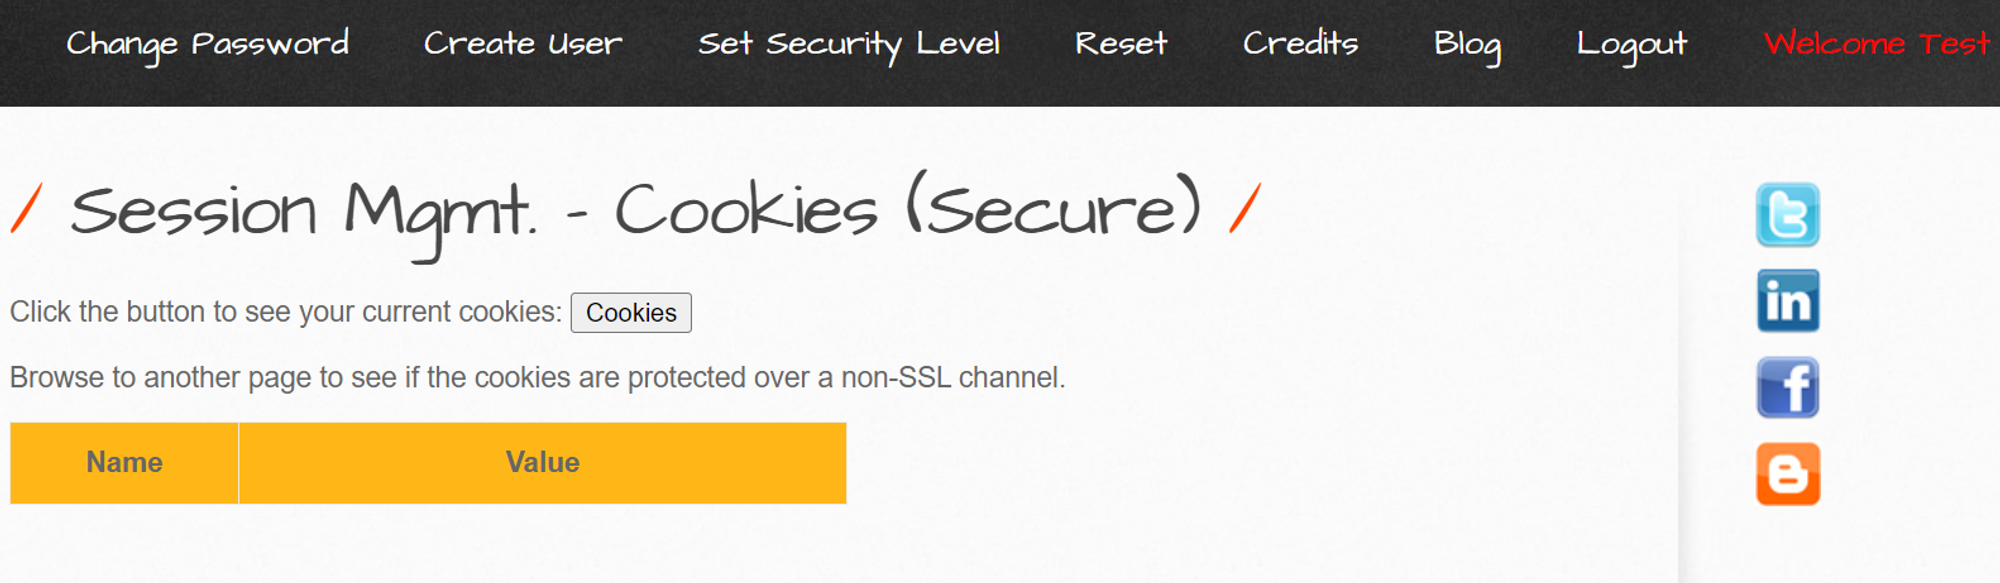 Change Password Create User Set Security Level Reset Credits Blog Logout Welcome Test
/ Session Mgmt. - Cookies (Secure) /
Click the button to see your current cookies: Cookies
Browse to another page to see if the cookies are protected over a non-SSL channel.
Name Value